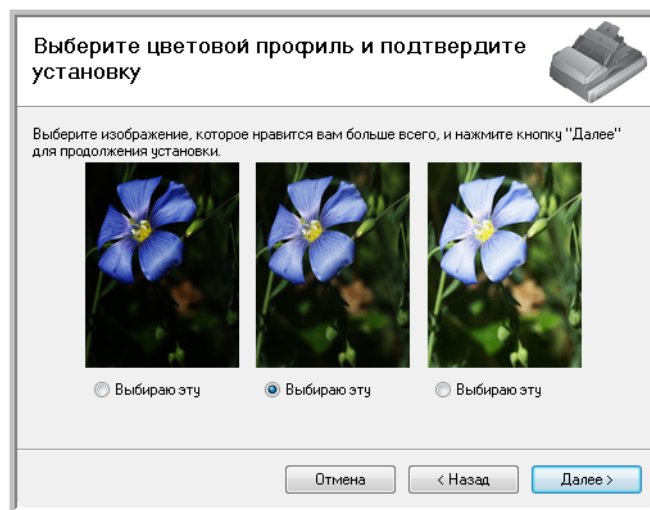 Выберите цветовой профиль и подтвердите
установку
Выберите изображение, которое нравится вам больше всего, и нажмите кнопку "Далее"
для продолжения установки.
Выбираю эту
Выбираю эту
Выбираю эту
Отмена
< Назад
Далее >